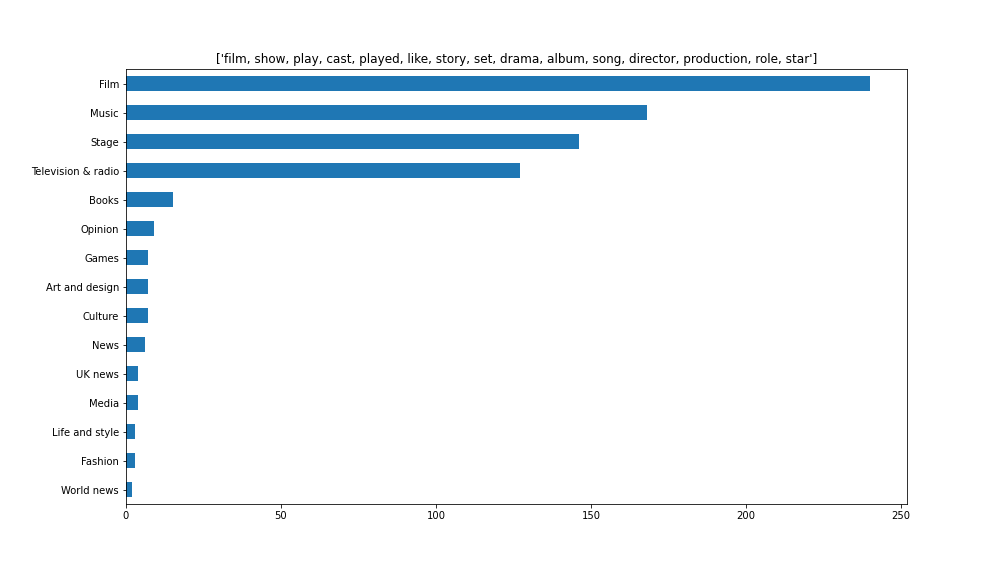 ['film, show, play, cast, played, like, story, set, drama, album, song, director, production, role, star']
Film
Music
Stage
Television & radio
Books
Opinion
Games
Art and design
Culture
News
UK news
Media
Life and style
Fashion
World news
0 50 100 150 200 250